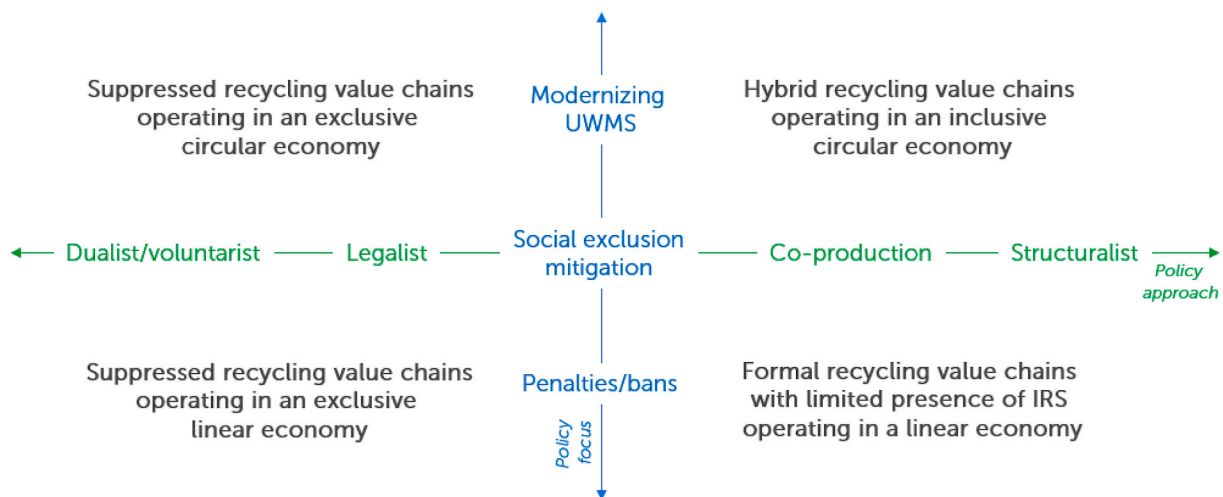 Suppressed recycling value chains
operating in an exclusive
circular economy
Modernizing
UWMS
Hybrid recycling value chains
operating in an inclusive
circular economy
Dualist/voluntarist
Legalist
Social exclusion
mitigation
Co-production
Structuralist
Policy
approach
Suppressed recycling value chains
operating in an exclusive
linear economy
Penalties/bans
Policy
focus
Formal recycling value chains
with limited presence of IRS
operating in a linear economy